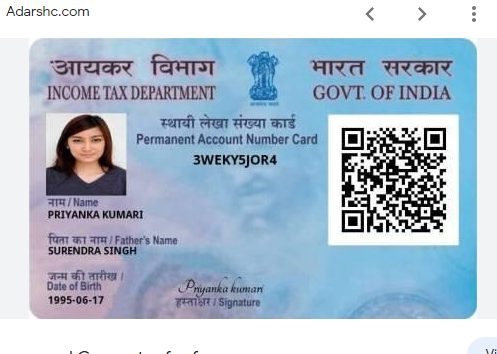 Adarshc.com
आयकर विभाग
INCOME TAX DEPARTMENT
भारत सरकार
GOVT. OF INDIA
स्थायी लेखा संख्या कार्ड
Permanent Account Number Card
3WEKY5JOR4
नाम / Name
PRIYANKA KUMARI
पिता का नाम / Father's Name
SURENDRA SINGH
जन्म की तारीख /
Date of Birth
1995-06-17
Priyanka kumari
हस्ताक्षर / Signature